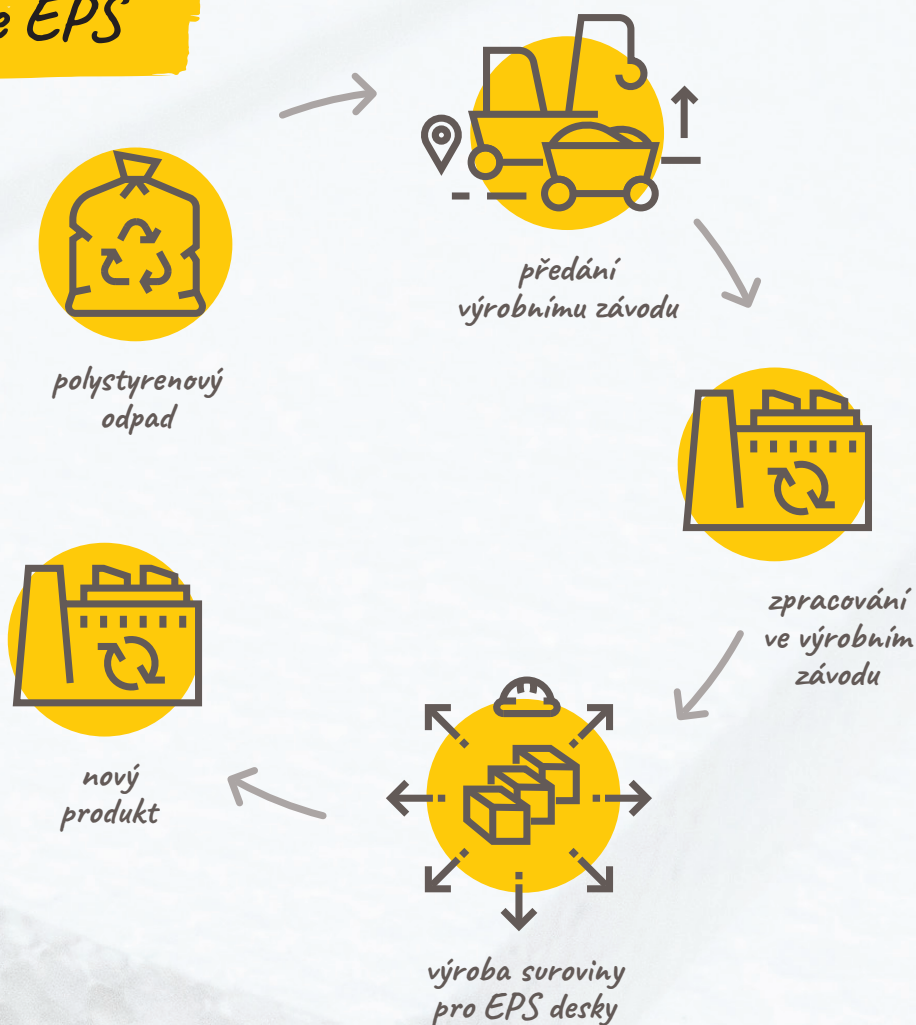 e EPS
předání
výrobnímu závodu
polystyrenový
odpad
zpracování
ve výrobním
závodu
nový
produkt
výroba suroviny
pro EPS desky